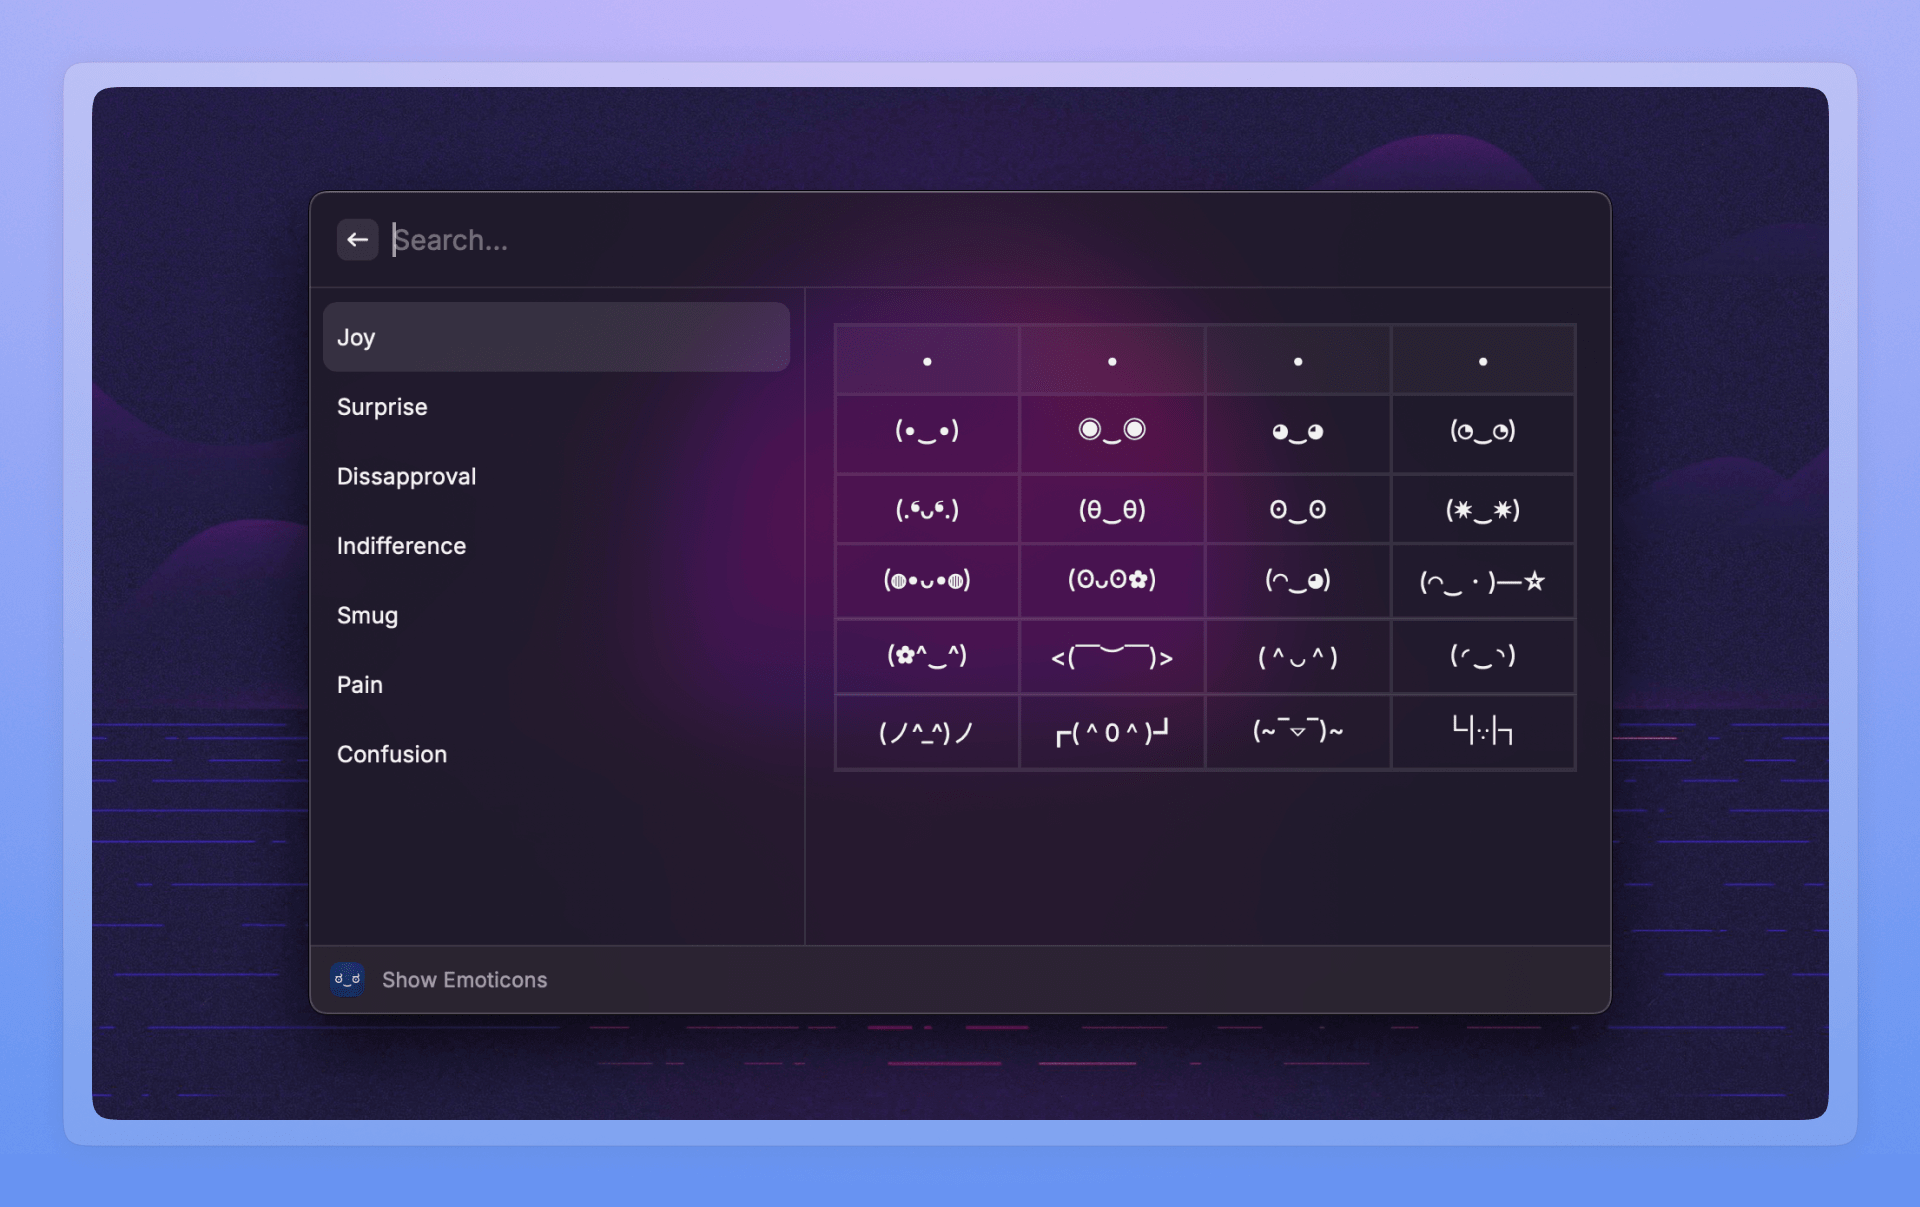 Search...
Joy
Surprise
Dissapproval
Indifference
Smug
Pain
Confusion
• • • •
(•‿•) ◉‿◉ ◕‿◕ (◔‿◔)
(.❛ᴗ❛.) (θ‿θ) ʘ‿ʘ (✷‿✷)
(◍•ᴗ•◍) (ʘᴗʘ✿) (◠‿◕) (◠‿・)—☆
(✿^‿^) <(￣︶￣)> (＾◡＾) (◜‿◝)
(ノ^_^)ノ ┌(＾0＾)┘ (~‾▿‾)~ └|∵|┐
Show Emoticons